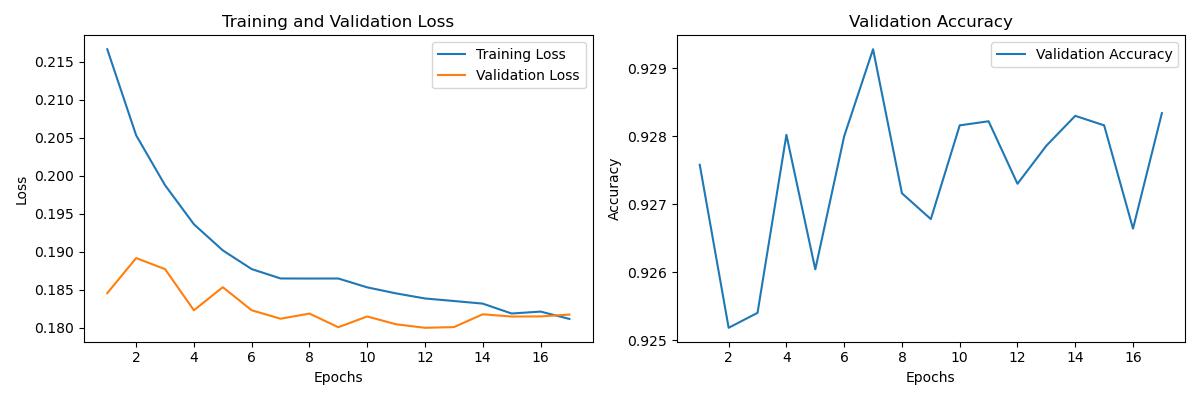 Training and Validation Loss
Training Loss
Validation Loss
0.215
0.210
0.205
0.200
0.195
0.190
0.185
0.180
Loss
2 4 6 8 10 12 14 16
Epochs
Validation Accuracy
Validation Accuracy
0.929
0.928
0.927
0.926
0.925
Accuracy
2 4 6 8 10 12 14 16
Epochs